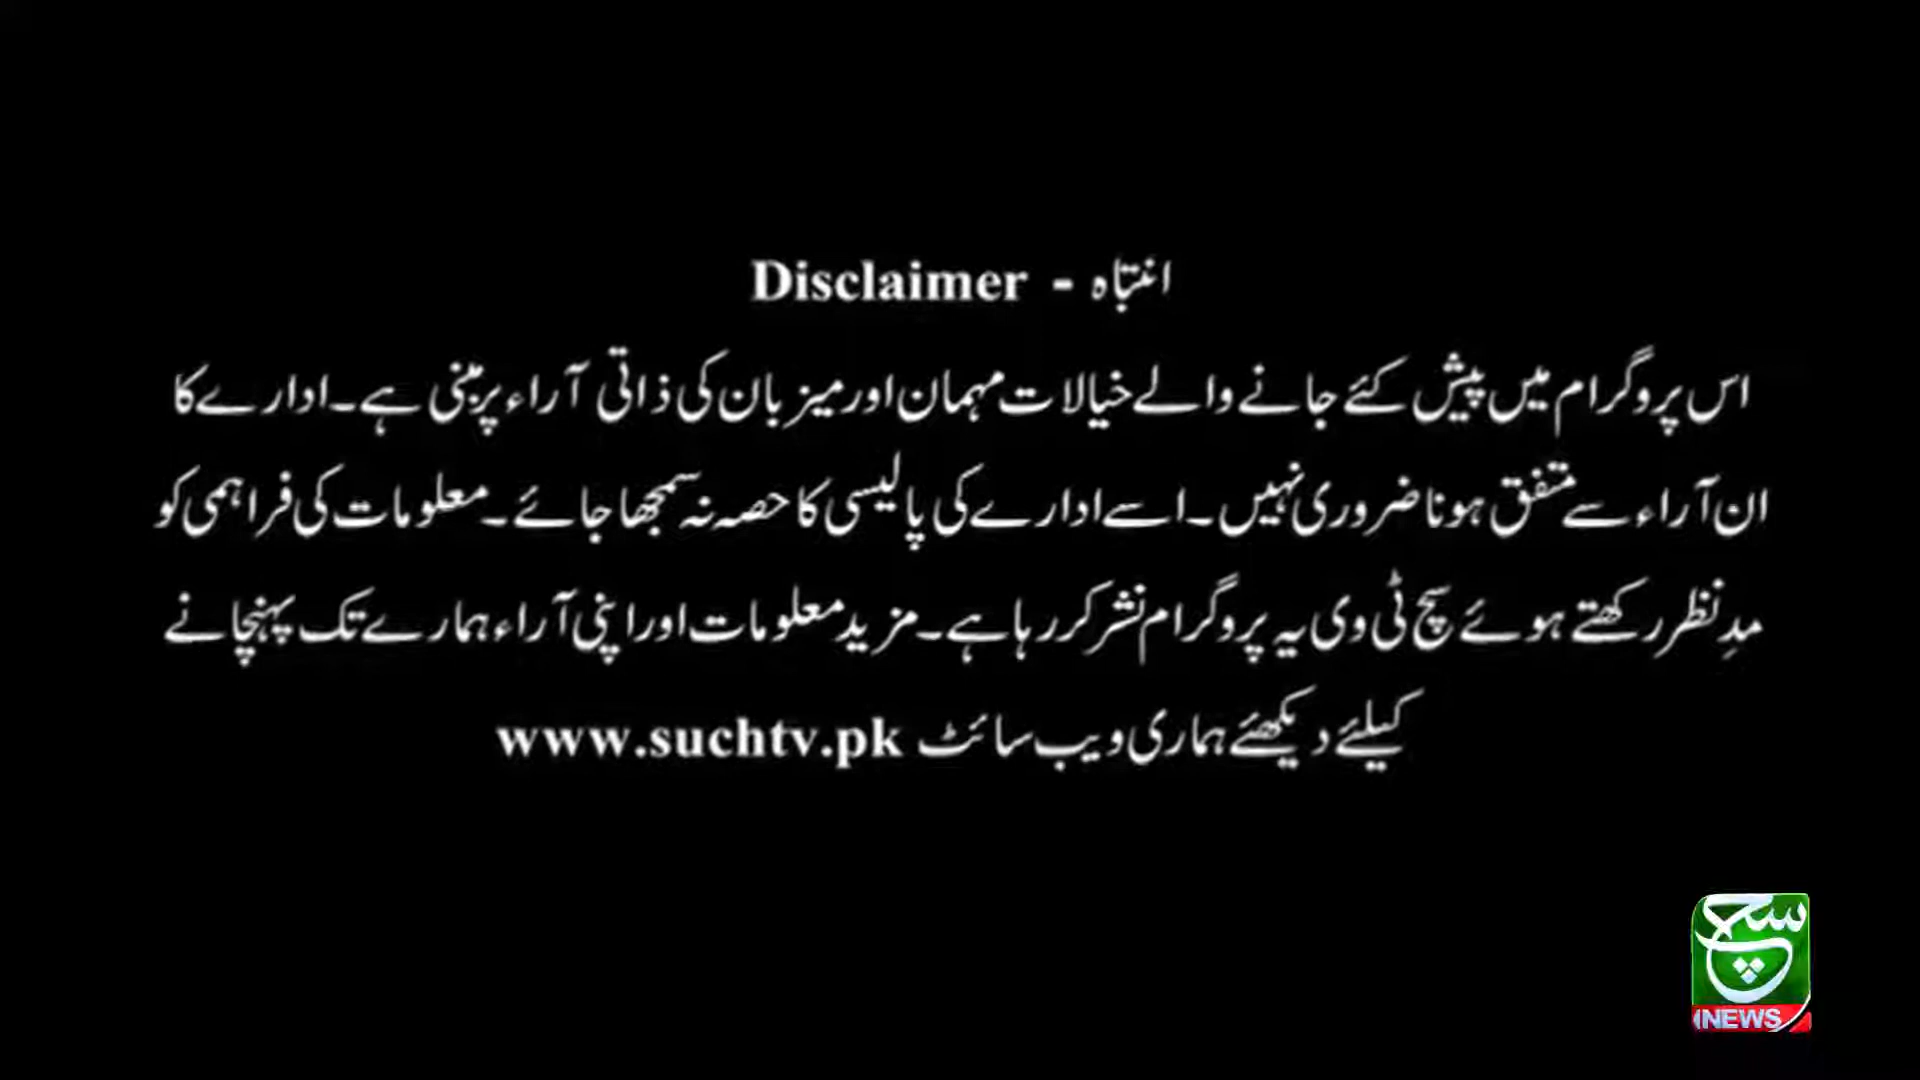 انتباہ - Disclaimer
اس پروگرام میں پیش کئے جانے والے خیالات مہمان اور میزبان کی ذاتی آراء پر مبنی ہے۔ ادارے کا
ان آراء سے متفق ہونا ضروری نہیں۔ اسے ادارے کی پالیسی کا حصہ نہ سمجھا جائے۔ معلومات کی فراہمی کو
مدِ نظر رکھتے ہوئے سچ ٹی وی یہ پروگرام نشر کر رہا ہے۔ مزید معلومات اور اپنی آراء ہمارے تک پہنچانے
کیلئے دیکھئے ہماری ویب سائٹ www.suchtv.pk
سچ
NEWS